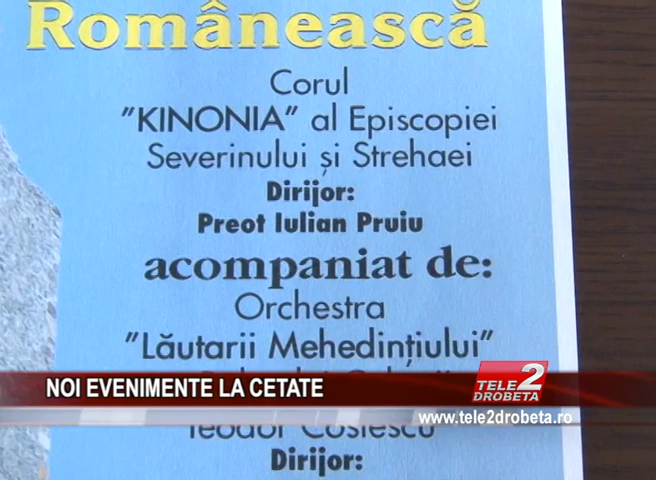 Românească
Corul
"KINONIA" al Episcopiei
Severinului și Strehaei
Dirijor:
Preot Iulian Pruiu
acompaniat de:
Orchestra
"Lăutarii Mehedințiului"
NOI EVENIMENTE LA CETATE
TELE 2
DROBETA
www.tele2drobeta.ro
Teodor Costescu
Dirijor: